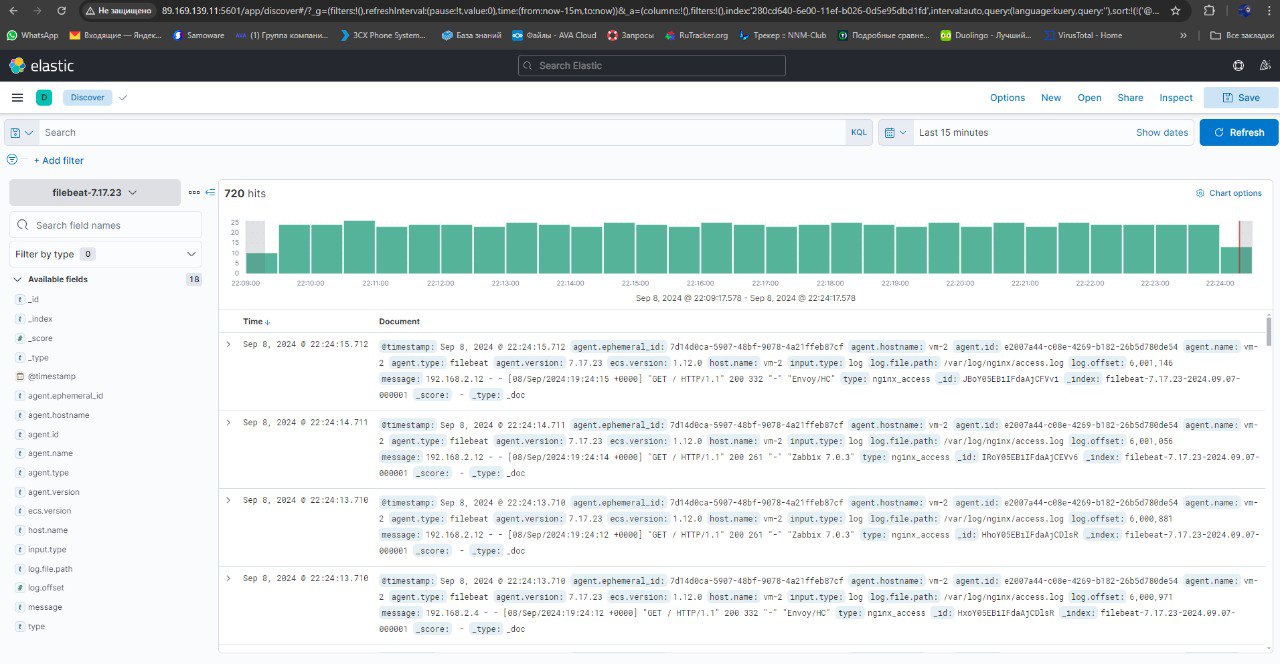 Не защищено 89.169.139.11:5601/app/discover#/?_g=(filters:!(),refreshInterval:(pause:!t,value:0),time:(from:now-15m,to:now))&_a=(columns:!(),filters:!(),index:'280cd640-6e00-11ef-b026-0d5e95dbd1fd',interval:auto,query:(language:kuery,query:''),sort:!(!('@...
WhatsApp Входящие — Яндек... Samoware AVA (1) Группа компани... 3CX Phone System... База знаний Файлы - AVA Cloud Запросы RuTracker.org Трекер :: NNM-Club Подробные сравне... Duolingo - Лучший... VirusTotal - Home » Все закладки
elastic Search Elastic
D Discover Options New Open Share Inspect Save
Search KQL Last 15 minutes Show dates Refresh
+ Add filter
filebeat-7.17.23 720 hits Chart options
Search field names
Filter by type 0
Available fields 18
_id
_index
_score
_type
@timestamp
agent.ephemeral_id
agent.hostname
agent.id
agent.name
agent.type
agent.version
ecs.version
host.name
input.type
log.file.path
log.offset
message
type
25
20
15
10
5
0
22:09:00 22:10:00 22:11:00 22:12:00 22:13:00 22:14:00 22:15:00 22:16:00 22:17:00 22:18:00 22:19:00 22:20:00 22:21:00 22:22:00 22:23:00 22:24:00
Sep 8, 2024 @ 22:09:17.578 - Sep 8, 2024 @ 22:24:17.578
Time Document
Sep 8, 2024 @ 22:24:15.712 @timestamp: Sep 8, 2024 @ 22:24:15.712 agent.ephemeral_id: 7d14d0ca-5907-48bf-9078-4a21ffeb87cf agent.hostname: vm-2 agent.id: e2007a44-c08e-4269-b182-26b5d780de54 agent.name: vm-
2 agent.type: filebeat agent.version: 7.17.23 ecs.version: 1.12.0 host.name: vm-2 input.type: log log.file.path: /var/log/nginx/access.log log.offset: 6,001,146
message: 192.168.2.12 - - [08/Sep/2024:19:24:15 +0000] "GET / HTTP/1.1" 200 332 "-" "Envoy/HC" type: nginx_access _id: JBoY05EBiIFdaAjCFVvi _index: filebeat-7.17.23-2024.09.07-
000001 _score: - _type: _doc
Sep 8, 2024 @ 22:24:14.711 @timestamp: Sep 8, 2024 @ 22:24:14.711 agent.ephemeral_id: 7d14d0ca-5907-48bf-9078-4a21ffeb87cf agent.hostname: vm-2 agent.id: e2007a44-c08e-4269-b182-26b5d780de54 agent.name: vm-
2 agent.type: filebeat agent.version: 7.17.23 ecs.version: 1.12.0 host.name: vm-2 input.type: log log.file.path: /var/log/nginx/access.log log.offset: 6,001,056
message: 192.168.2.12 - - [08/Sep/2024:19:24:14 +0000] "GET / HTTP/1.1" 200 261 "-" "Zabbix 7.0.3" type: nginx_access _id: IRoY05EBiIFdaAjCEVv6 _index: filebeat-7.17.23-2024.09.07-
000001 _score: - _type: _doc
Sep 8, 2024 @ 22:24:13.710 @timestamp: Sep 8, 2024 @ 22:24:13.710 agent.ephemeral_id: 7d14d0ca-5907-48bf-9078-4a21ffeb87cf agent.hostname: vm-2 agent.id: e2007a44-c08e-4269-b182-26b5d780de54 agent.name: vm-
2 agent.type: filebeat agent.version: 7.17.23 ecs.version: 1.12.0 host.name: vm-2 input.type: log log.file.path: /var/log/nginx/access.log log.offset: 6,000,881
message: 192.168.2.12 - - [08/Sep/2024:19:24:12 +0000] "GET / HTTP/1.1" 200 261 "-" "Zabbix 7.0.3" type: nginx_access _id: HhoY05EBiIFdaAjCDlsR _index: filebeat-7.17.23-2024.09.07-
000001 _score: - _type: _doc
Sep 8, 2024 @ 22:24:13.710 @timestamp: Sep 8, 2024 @ 22:24:13.710 agent.ephemeral_id: 7d14d0ca-5907-48bf-9078-4a21ffeb87cf agent.hostname: vm-2 agent.id: e2007a44-c08e-4269-b182-26b5d780de54 agent.name: vm-
2 agent.type: filebeat agent.version: 7.17.23 ecs.version: 1.12.0 host.name: vm-2 input.type: log log.file.path: /var/log/nginx/access.log log.offset: 6,000,971
message: 192.168.2.4 - - [08/Sep/2024:19:24:12 +0000] "GET / HTTP/1.1" 200 332 "-" "Envoy/HC" type: nginx_access _id: HxoY05EBiIFdaAjCDlsR _index: filebeat-7.17.23-2024.09.07-
000001 _score: - _type: _doc